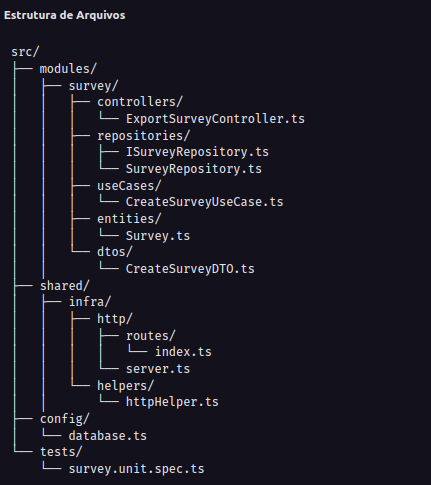 Estrutura de Arquivos
src/
├── modules/
│   ├── survey/
│   │   ├── controllers/
│   │   │   └── ExportSurveyController.ts
│   │   ├── repositories/
│   │   │   ├── ISurveyRepository.ts
│   │   │   └── SurveyRepository.ts
│   │   ├── useCases/
│   │   │   └── CreateSurveyUseCase.ts
│   │   ├── entities/
│   │   │   └── Survey.ts
│   │   └── dtos/
│   │       └── CreateSurveyDTO.ts
├── shared/
│   ├── infra/
│   │   ├── http/
│   │   │   ├── routes/
│   │   │   │   └── index.ts
│   │   │   └── server.ts
│   │   └── helpers/
│   │       └── httpHelper.ts
├── config/
│   └── database.ts
└── tests/
    └── survey.unit.spec.ts